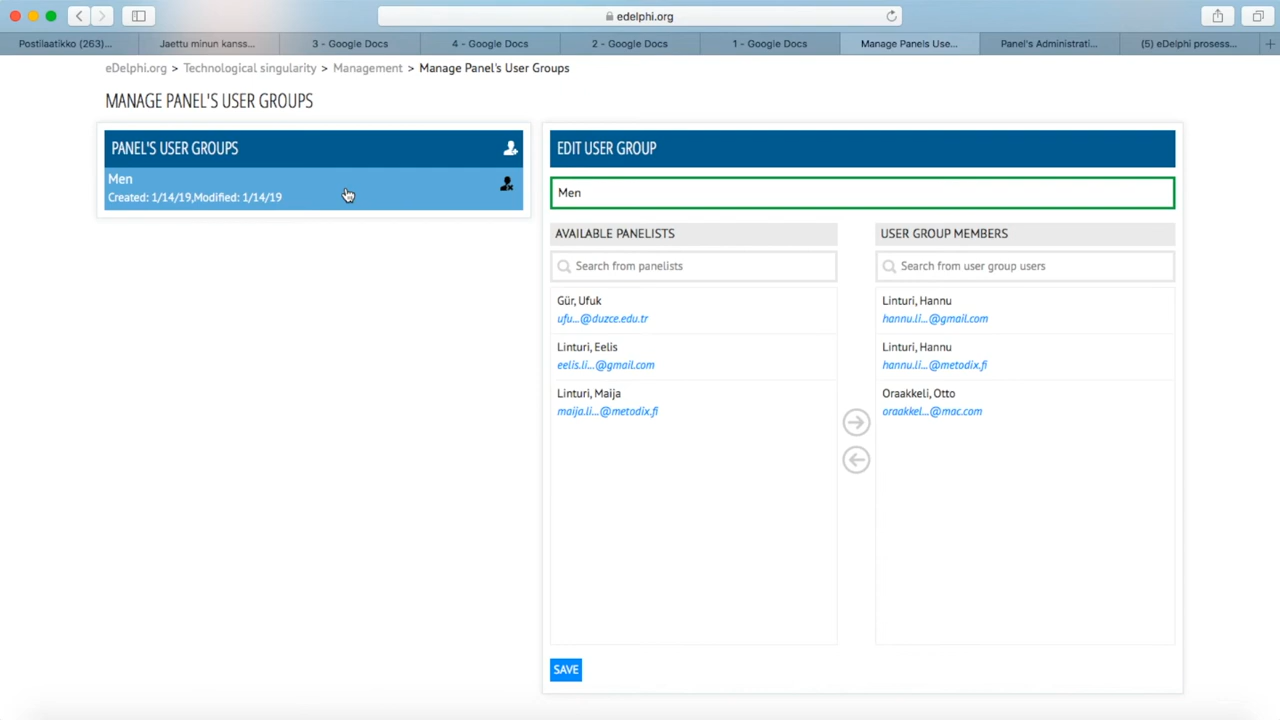 edelphi.org
Postilaatikko (263)...
Jaettu minun kanss...
3 - Google Docs
4 - Google Docs
2 - Google Docs
1 - Google Docs
Manage Panels Use...
Panel's Administrati...
(5) eDelphi prosess...
eDelphi.org > Technological singularity > Management > Manage Panel's User Groups
MANAGE PANEL'S USER GROUPS
PANEL'S USER GROUPS
Men
Created: 1/14/19,Modified: 1/14/19
EDIT USER GROUP
Men
AVAILABLE PANELISTS
Search from panelists
Gür, Ufuk
ufu...@duzce.edu.tr
Linturi, Eelis
eelis.li...@gmail.com
Linturi, Maija
maija.li...@metodix.fi
USER GROUP MEMBERS
Search from user group users
Linturi, Hannu
hannu.li...@gmail.com
Linturi, Hannu
hannu.li...@metodix.fi
Oraakkeli, Otto
oraakkel...@mac.com
SAVE